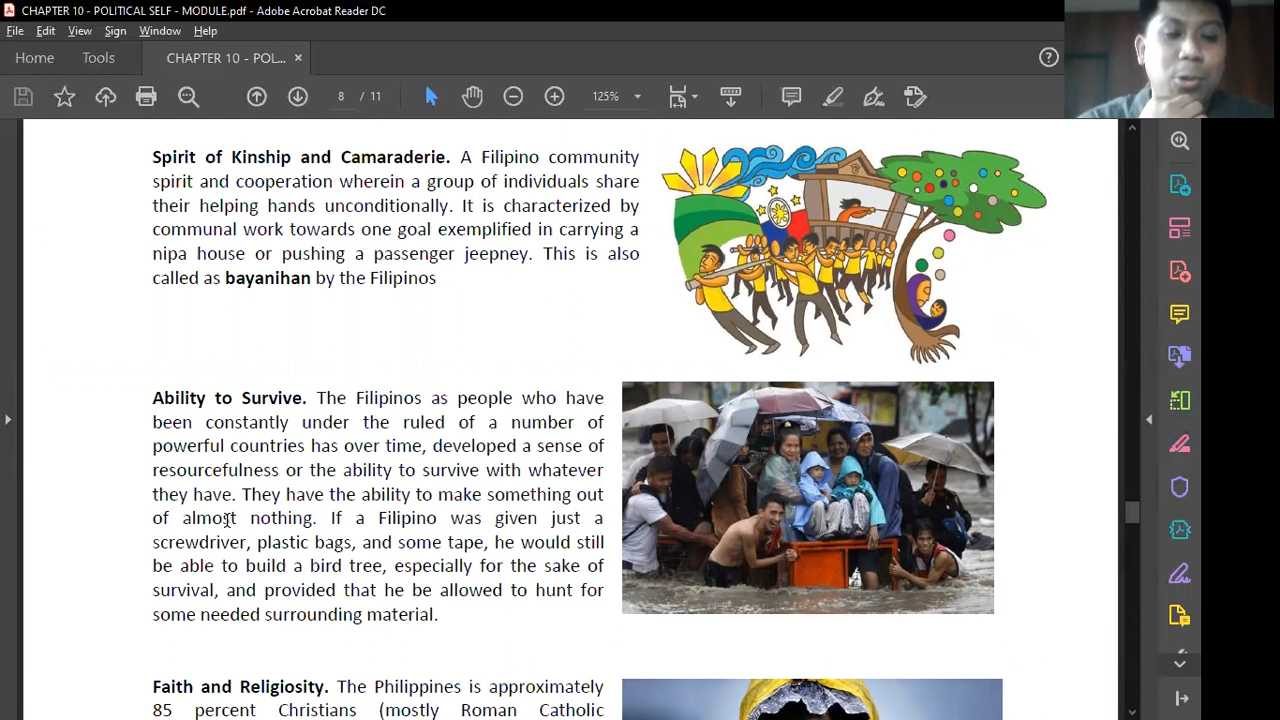 CHAPTER 10 - POLITICAL SELF - MODULE.pdf - Adobe Acrobat Reader DC
File Edit View Sign Window Help
Home Tools CHAPTER 10 - POL... ×
8 / 11 125%
Spirit of Kinship and Camaraderie. A Filipino community
spirit and cooperation wherein a group of individuals share
their helping hands unconditionally. It is characterized by
communal work towards one goal exemplified in carrying a
nipa house or pushing a passenger jeepney. This is also
called as bayanihan by the Filipinos
Ability to Survive. The Filipinos as people who have
been constantly under the ruled of a number of
powerful countries has over time, developed a sense of
resourcefulness or the ability to survive with whatever
they have. They have the ability to make something out
of almost nothing. If a Filipino was given just a
screwdriver, plastic bags, and some tape, he would still
be able to build a bird tree, especially for the sake of
survival, and provided that he be allowed to hunt for
some needed surrounding material.
Faith and Religiosity. The Philippines is approximately
85 percent Christians (mostly Roman Catholic